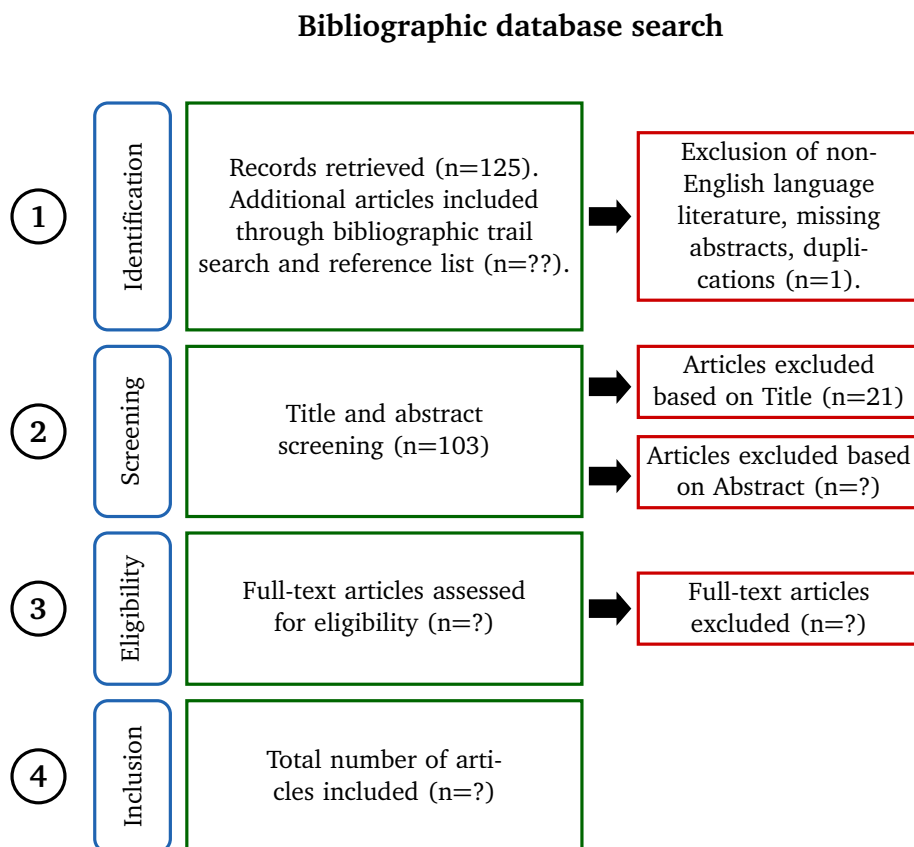 Bibliographic database search
1
Identification
Records retrieved (n=125).
Additional articles included
through bibliographic trail
search and reference list (n=??).
Exclusion of non-
English language
literature, missing
abstracts, dupli-
cations (n=1).
2
Screening
Title and abstract
screening (n=103)
Articles excluded
based on Title (n=21)
Articles excluded based
on Abstract (n=?)
3
Eligibility
Full-text articles assessed
for eligibility (n=?)
Full-text articles
excluded (n=?)
4
Inclusion
Total number of arti-
cles included (n=?)